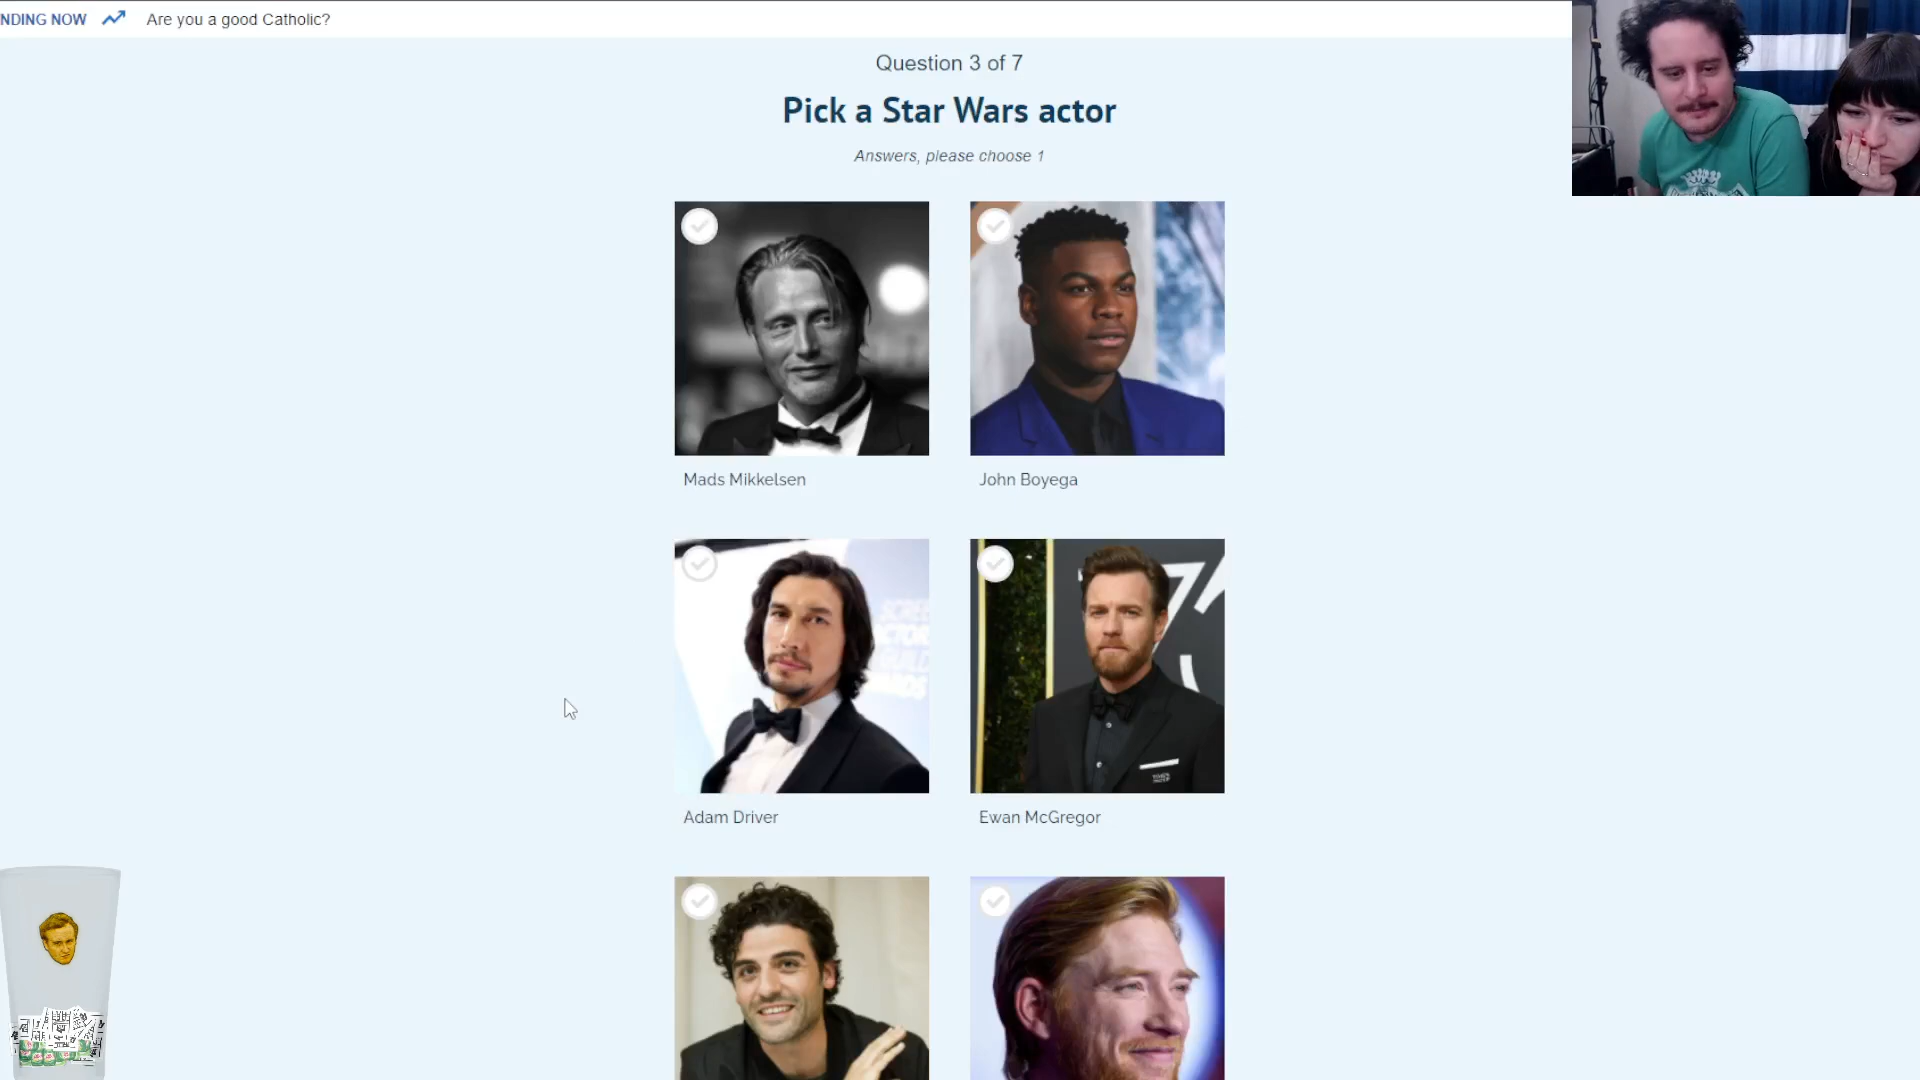 NDING NOW Are you a good Catholic?
Question 3 of 7
Pick a Star Wars actor
Answers, please choose 1
Mads Mikkelsen
John Boyega
Adam Driver
Ewan McGregor